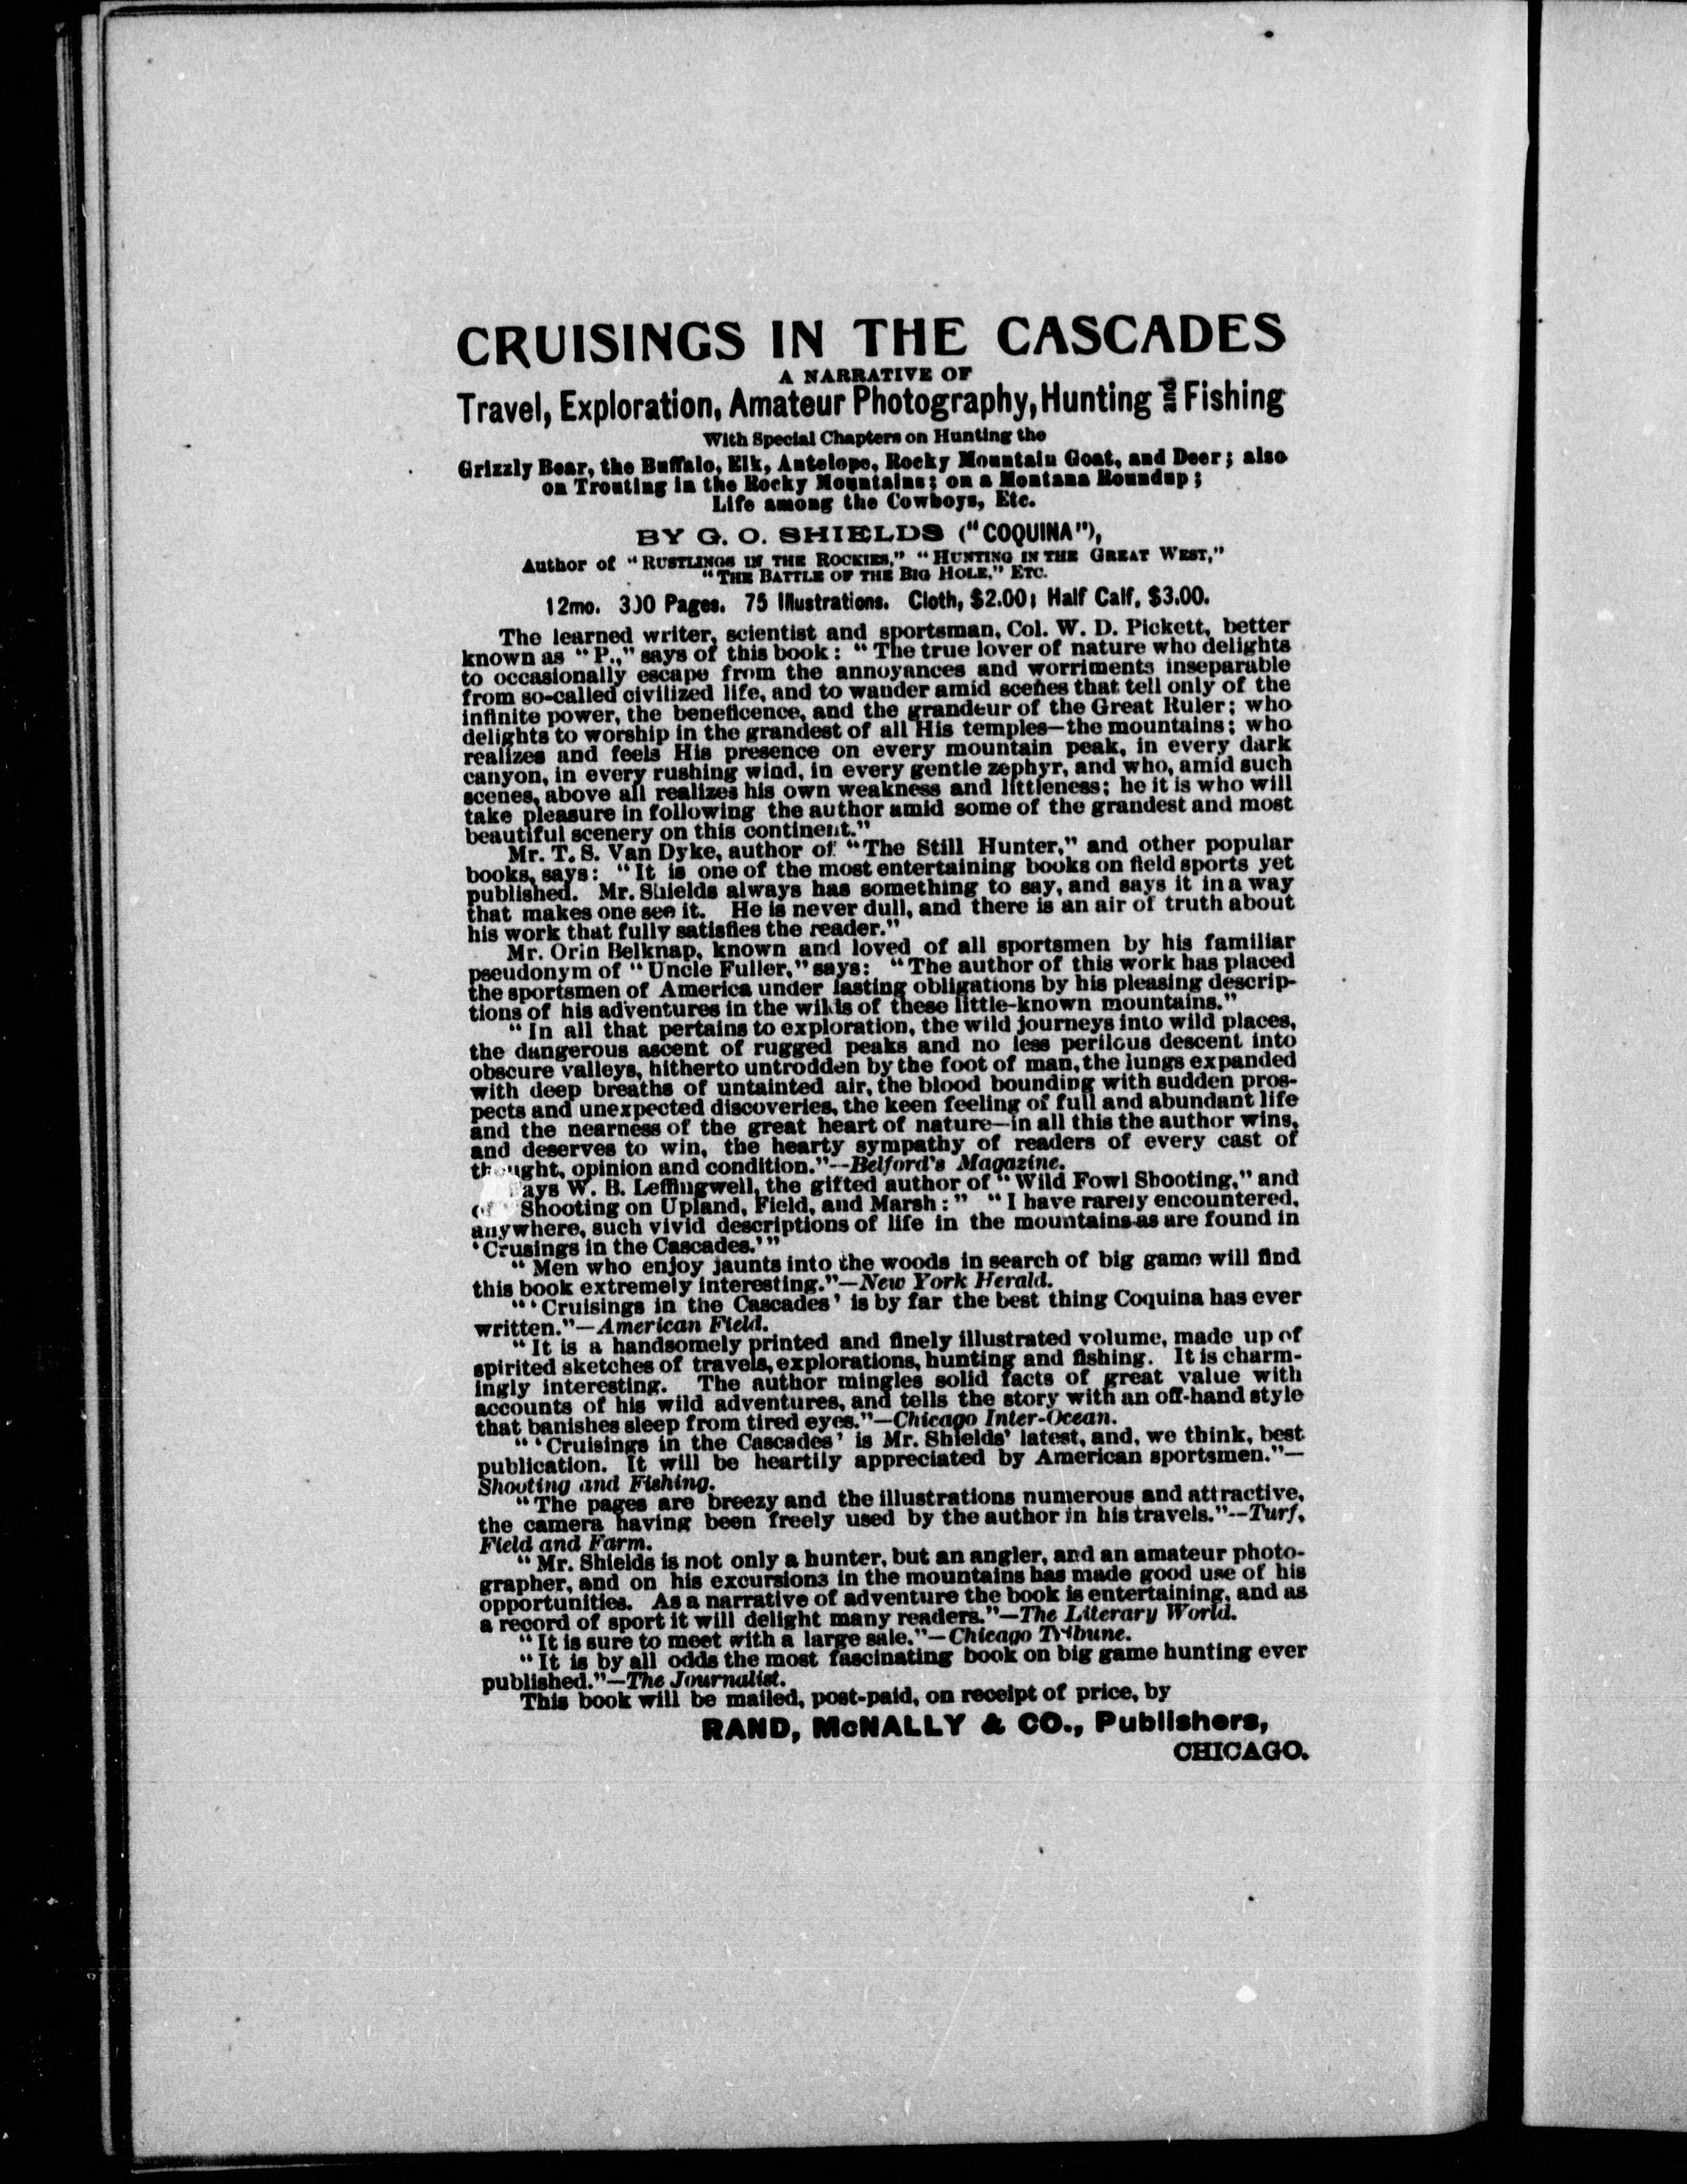 CRUISINGS IN THE CASCADES
A NARRATIVE OF
Travel, Exploration, Amateur Photography, Hunting and Fishing
With Special Chapters on Hunting the
Grizzly Bear, the Buffalo, Elk, Antelope, Rocky Mountain Goat, and Deer; also
on Trouting in the Rocky Mountains; on a Montana Roundup;
Life among the Cowboys, Etc.
BY G. O. SHIELDS ("COQUINA"),
Author of "RUSTLINGS IN THE ROCKIES," "HUNTING IN THE GREAT WEST,"
"THE BATTLE OF THE BIG HOLE," ETC.
12mo. 300 Pages. 75 Illustrations. Cloth, $2.00; Half Calf, $3.00.
The learned writer, scientist and sportsman, Col. W. D. Pickett, better
known as "P.," says of this book: "The true lover of nature who delights
to occasionally escape from the annoyances and worriments inseparable
from so-called civilized life, and to wander amid scenes that tell only of the
infinite power, the beneficence, and the grandeur of the Great Ruler; who
delights to worship in the grandest of all His temples—the mountains; who
realizes and feels His presence on every mountain peak, in every dark
canyon, in every rushing wind, in every gentle zephyr, and who, amid such
scenes, above all realizes his own weakness and littleness; he it is who will
take pleasure in following the author amid some of the grandest and most
beautiful scenery on this continent."
Mr. T. S. Van Dyke, author of "The Still Hunter," and other popular
books, says: "It is one of the most entertaining books on field sports yet
published. Mr. Shields always has something to say, and says it in a way
that makes one see it. He is never dull, and there is an air of truth about
his work that fully satisfies the reader."
Mr. Orin Belknap, known and loved of all sportsmen by his familiar
pseudonym of "Uncle Fuller," says: "The author of this work has placed
the sportsmen of America under lasting obligations by his pleasing descrip-
tions of his adventures in the wilds of these little-known mountains."
"In all that pertains to exploration, the wild journeys into wild places,
the dangerous ascent of rugged peaks and no less perilous descent into
obscure valleys, hitherto untrodden by the foot of man, the lungs expanded
with deep breaths of untainted air, the blood bounding with sudden pros-
pects and unexpected discoveries, the keen feeling of full and abundant life
and the nearness of the great heart of nature—in all this the author wins,
and deserves to win, the hearty sympathy of readers of every cast of
thought, opinion and condition."--Belford's Magazine.
ays W. B. Leffingwell, the gifted author of "Wild Fowl Shooting," and
of "Shooting on Upland, Field, and Marsh:" "I have rarely encountered,
anywhere, such vivid descriptions of life in the mountains as are found in
'Crusings in the Cascades.'"
"Men who enjoy jaunts into the woods in search of big game will find
this book extremely interesting."—New York Herald.
"'Cruisings in the Cascades' is by far the best thing Coquina has ever
written."—American Field.
"It is a handsomely printed and finely illustrated volume, made up of
spirited sketches of travels, explorations, hunting and fishing. It is charm-
ingly interesting. The author mingles solid facts of great value with
accounts of his wild adventures, and tells the story with an off-hand style
that banishes sleep from tired eyes."—Chicago Inter-Ocean.
"'Cruisings in the Cascades' is Mr. Shields' latest, and, we think, best
publication. It will be heartily appreciated by American sportsmen."—
Shooting and Fishing.
"The pages are breezy and the illustrations numerous and attractive,
the camera having been freely used by the author in his travels."--Turf,
Field and Farm.
"Mr. Shields is not only a hunter, but an angler, and an amateur photo-
grapher, and on his excursions in the mountains has made good use of his
opportunities. As a narrative of adventure the book is entertaining, and as
a record of sport it will delight many readers."—The Literary World.
"It is sure to meet with a large sale."—Chicago Tribune.
"It is by all odds the most fascinating book on big game hunting ever
published."—The Journalist.
This book will be mailed, post-paid, on receipt of price, by
RAND, McNALLY & CO., Publishers,
CHICAGO.